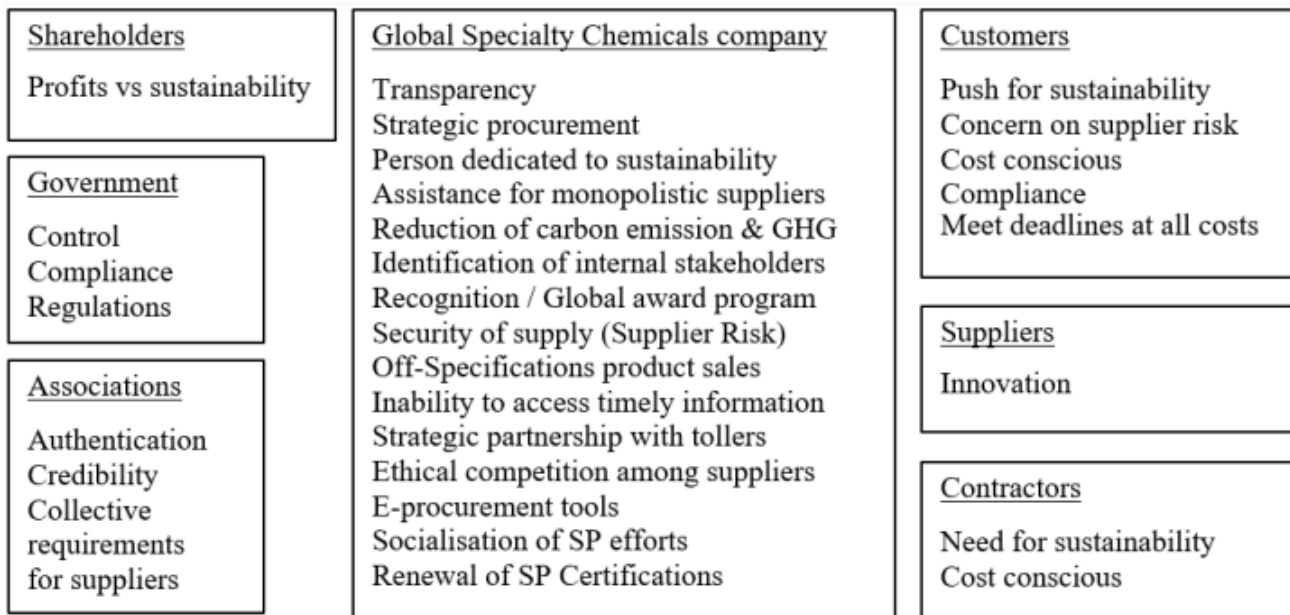 Shareholders
Profits vs sustainability
Government
Control
Compliance
Regulations
Associations
Authentication
Credibility
Collective
requirements
for suppliers
Global Specialty Chemicals company
Transparency
Strategic procurement
Person dedicated to sustainability
Assistance for monopolistic suppliers
Reduction of carbon emission & GHG
Identification of internal stakeholders
Recognition / Global award program
Security of supply (Supplier Risk)
Off-Specifications product sales
Inability to access timely information
Strategic partnership with tollers
Ethical competition among suppliers
E-procurement tools
Socialisation of SP efforts
Renewal of SP Certifications
Customers
Push for sustainability
Concern on supplier risk
Cost conscious
Compliance
Meet deadlines at all costs
Suppliers
Innovation
Contractors
Need for sustainability
Cost conscious